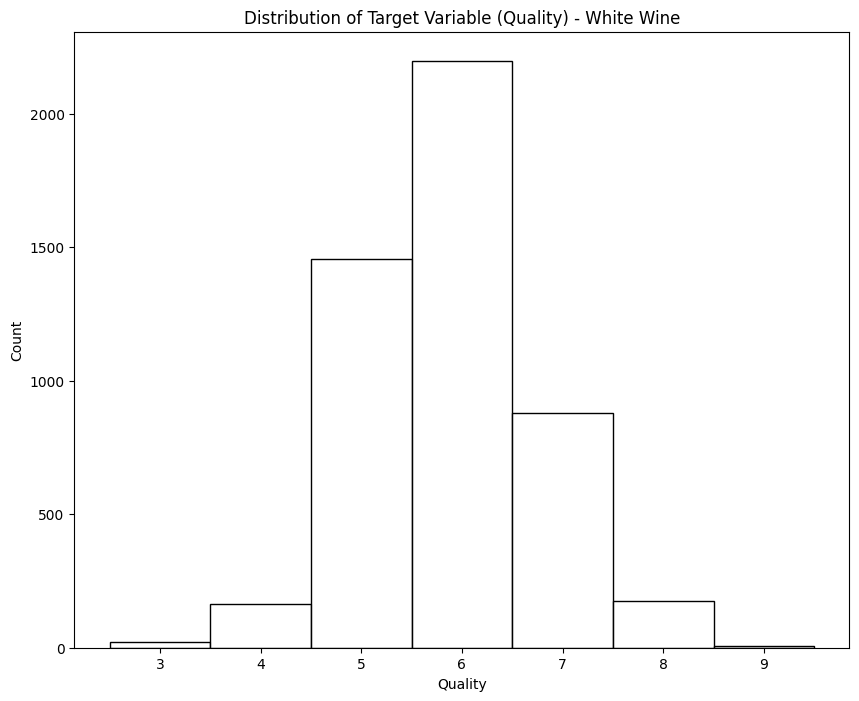 Distribution of Target Variable (Quality) - White Wine
2000
1500
1000
500
0
Count
3 4 5 6 7 8 9
Quality